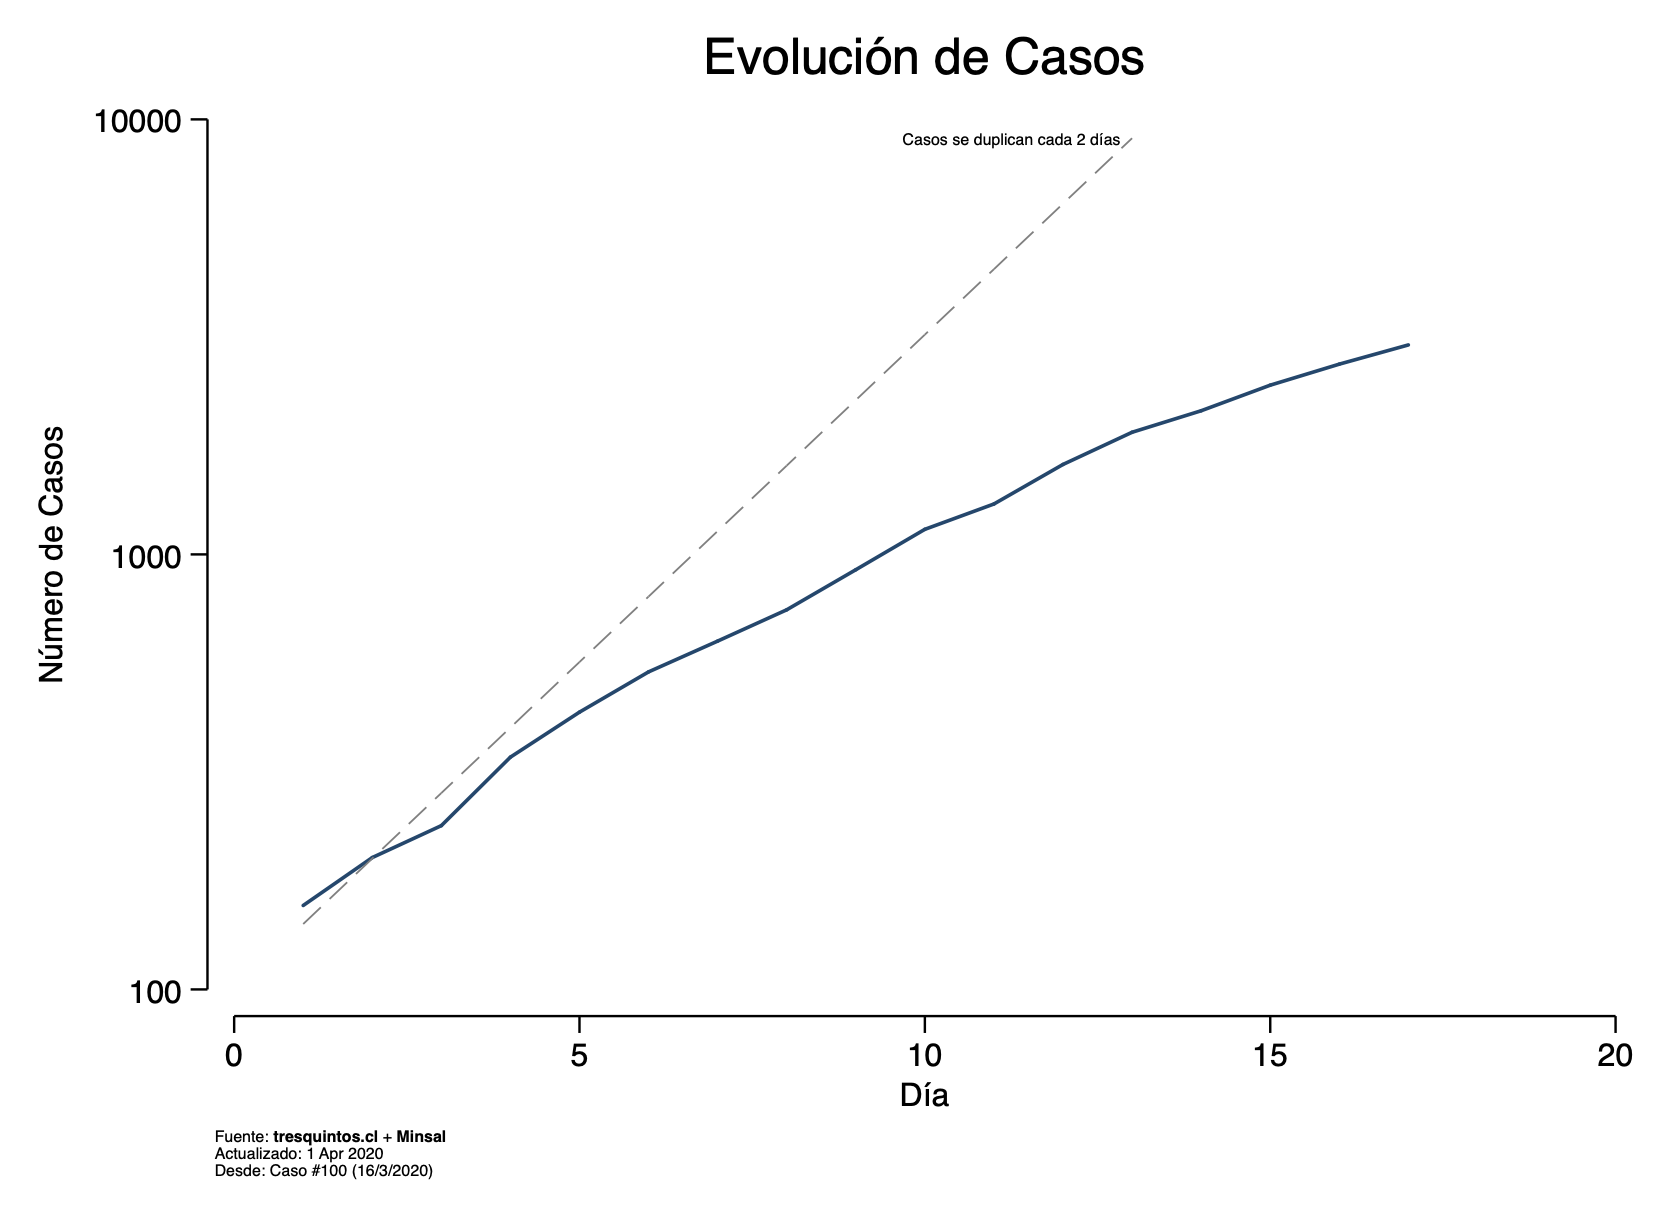 Evolución de Casos
10000
Casos se duplican cada 2 días
1000
100
Número de Casos
0 5 10 15 20
Día
Fuente: tresquintos.cl + Minsal
Actualizado: 1 Apr 2020
Desde: Caso #100 (16/3/2020)